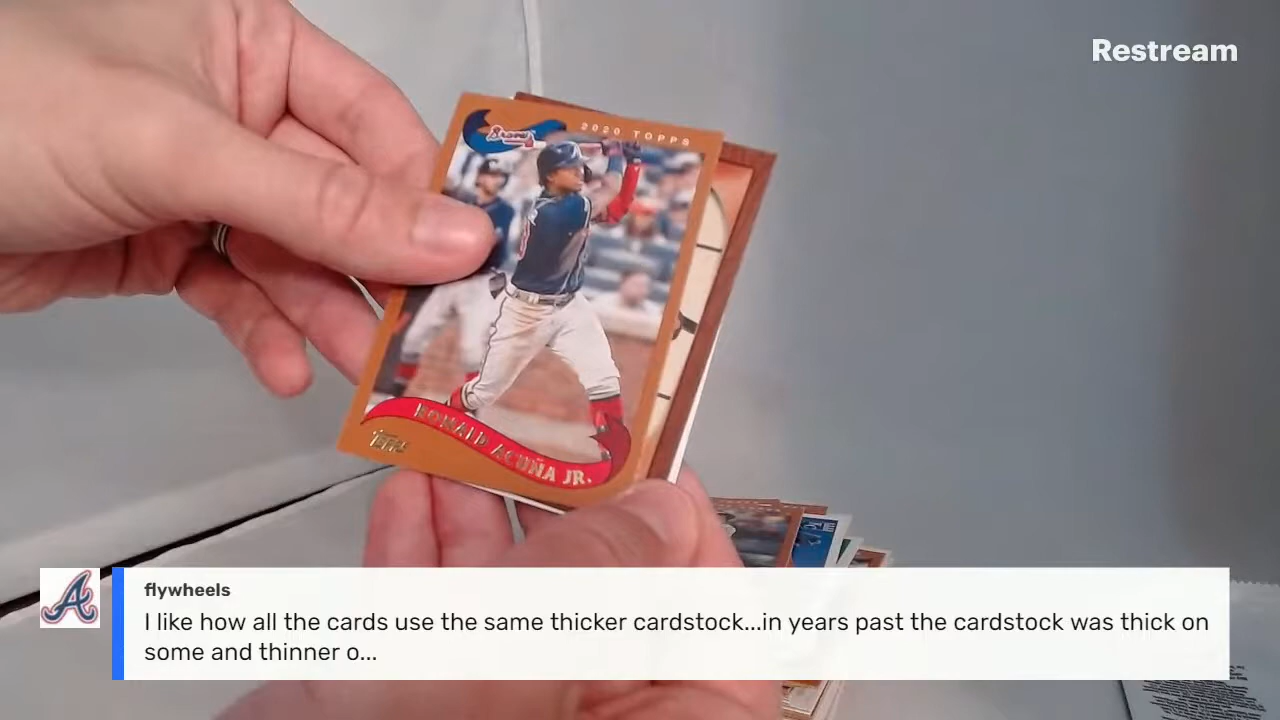 Restream
Braves
2020 TOPPS
RONALD ACUÑA JR.
Topps
flywheels
I like how all the cards use the same thicker cardstock...in years past the cardstock was thick on
some and thinner o...